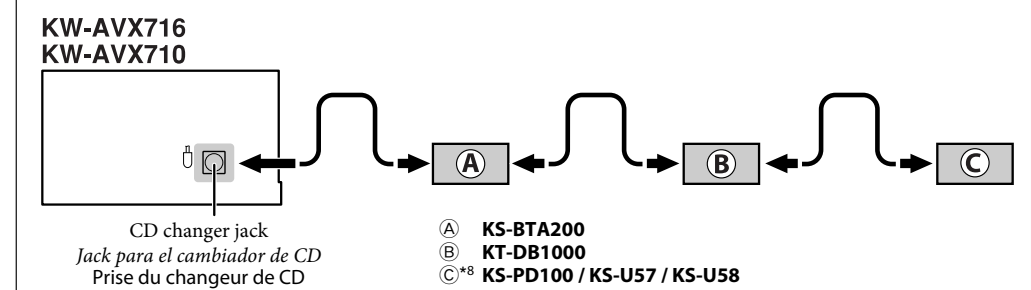 KW-AVX716
KW-AVX710
Ⓐ
Ⓑ
Ⓒ
CD changer jack
Jack para el cambiador de CD
Prise du changeur de CD
Ⓐ KS-BTA200
Ⓑ KT-DB1000
Ⓒ*8 KS-PD100 / KS-U57 / KS-U58